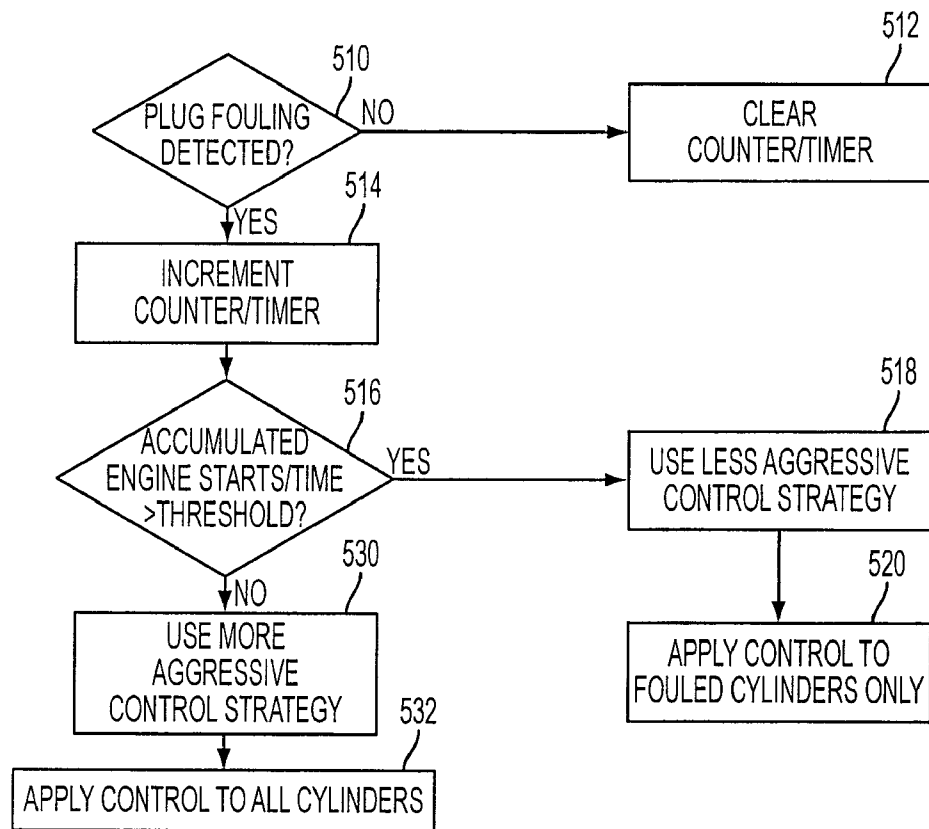 510
PLUG FOULING
DETECTED?
NO
512
CLEAR
COUNTER/TIMER
YES
514
INCREMENT
COUNTER/TIMER
516
ACCUMULATED
ENGINE STARTS/TIME
>THRESHOLD?
YES
518
USE LESS AGGRESSIVE
CONTROL STRATEGY
520
APPLY CONTROL TO
FOULED CYLINDERS ONLY
NO
530
USE MORE
AGGRESSIVE
CONTROL STRATEGY
532
APPLY CONTROL TO ALL CYLINDERS